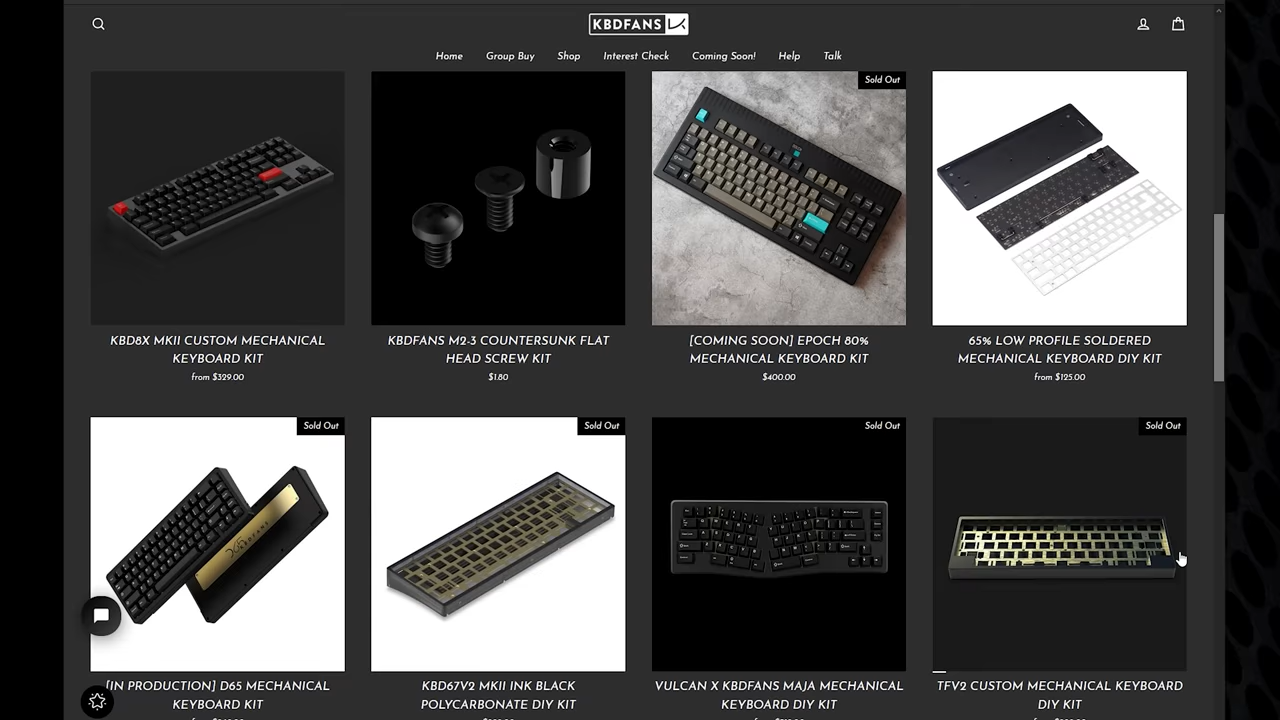 KBDFANS
Home Group Buy Shop Interest Check Coming Soon! Help Talk
Sold Out
KBD8X MKII CUSTOM MECHANICAL
KEYBOARD KIT
from $329.00
KBDFANS M2-3 COUNTERSUNK FLAT
HEAD SCREW KIT
$1.80
[COMING SOON] EPOCH 80%
MECHANICAL KEYBOARD KIT
$400.00
65% LOW PROFILE SOLDERED
MECHANICAL KEYBOARD DIY KIT
from $125.00
Sold Out
Sold Out
Sold Out
Sold Out
[IN PRODUCTION] D65 MECHANICAL
KEYBOARD KIT
KBD67V2 MKII INK BLACK
POLYCARBONATE DIY KIT
VULCAN X KBDFANS MAJA MECHANICAL
KEYBOARD DIY KIT
TFV2 CUSTOM MECHANICAL KEYBOARD
DIY KIT